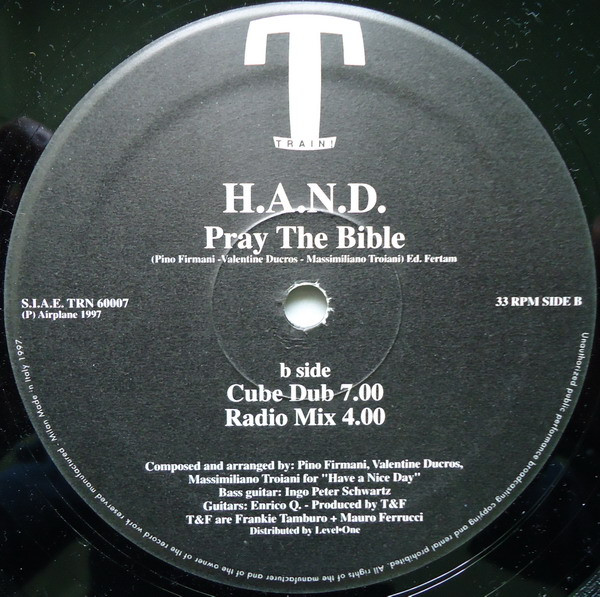 T
TRAIN!
H.A.N.D.
Pray The Bible
(Pino Firmani -Valentine Ducros - Massimiliano Troiani) Ed. Fertam
S.I.A.E. TRN 60007
(P) Airplane 1997
33 RPM SIDE B
b side
Cube Dub 7.00
Radio Mix 4.00
Composed and arranged by: Pino Firmani, Valentine Ducros,
Massimiliano Troiani for "Have a Nice Day"
Bass guitar: Ingo Peter Schwartz
Guitars: Enrico Q. - Produced by T&F
T&F are Frankie Tamburo + Mauro Ferrucci
Distributed by Level•One
Unauthorized public performance broadcasting copying and rental prohibited. All rights of the manufacturer and of the owner of the record work reserved manufactured : Milan Made in Italy 1997.